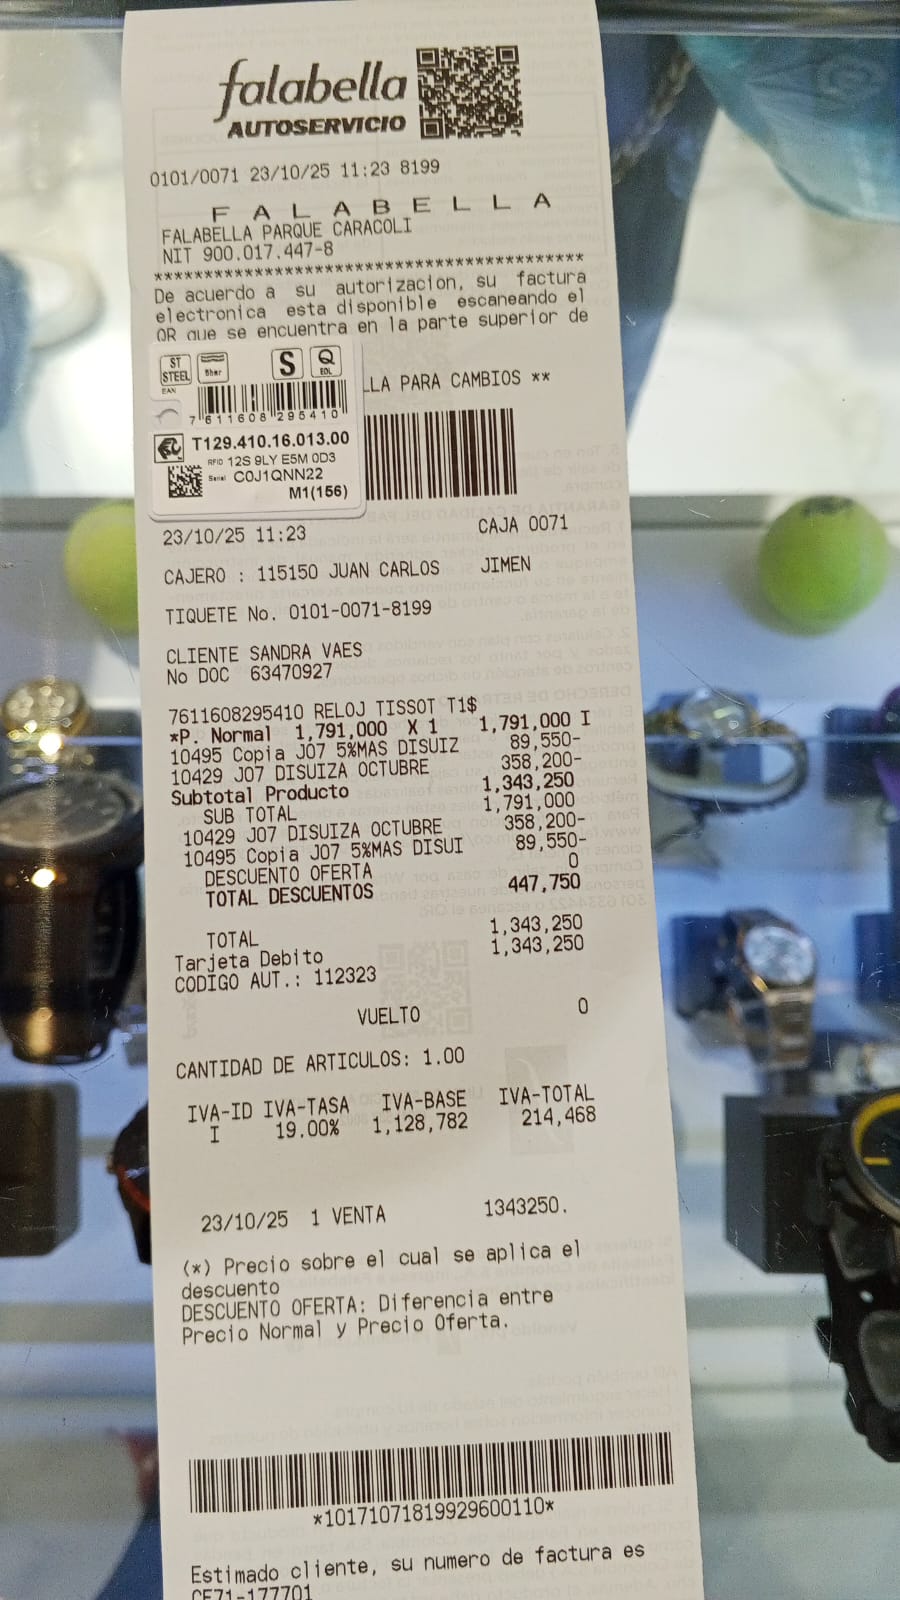 falabella
AUTOSERVICIO
0101/0071 23/10/25 11:23 8199
F A L A B E L L A
FALABELLA PARQUE CARACOLI
NIT 900.017.447-8
*******************************************
De acuerdo a su autorizacion, su factura
electronica esta disponible escaneando el
QR que se encuentra en la parte superior de
LLA PARA CAMBIOS **
ST STEEL
5bar
S
Q
EOL
EAN
7 611608 295410
T129.410.16.013.00
RFID 12S 9LY E5M 0D3
Serial C0J1QNN22
M1(156)
23/10/25 11:23 CAJA 0071
CAJERO : 115150 JUAN CARLOS JIMEN
TIQUETE No. 0101-0071-8199
CLIENTE SANDRA VAES
No DOC 63470927
7611608295410 RELOJ TISSOT T1$
*P. Normal 1,791,000 X 1 1,791,000 I
10495 Copia J07 5%MAS DISUIZ 89,550-
10429 J07 DISUIZA OCTUBRE 358,200-
Subtotal Producto 1,343,250
SUB TOTAL 1,791,000
10429 J07 DISUIZA OCTUBRE 358,200-
10495 Copia J07 5%MAS DISUI 89,550-
DESCUENTO OFERTA 0
TOTAL DESCUENTOS 447,750
TOTAL 1,343,250
Tarjeta Debito 1,343,250
CODIGO AUT.: 112323
VUELTO 0
CANTIDAD DE ARTICULOS: 1.00
IVA-ID IVA-TASA IVA-BASE IVA-TOTAL
I 19.00% 1,128,782 214,468
23/10/25 1 VENTA 1343250.
(*) Precio sobre el cual se aplica el
descuento
DESCUENTO OFERTA: Diferencia entre
Precio Normal y Precio Oferta.
*10171071819929600110*
Estimado cliente, su numero de factura es
CF71-177701